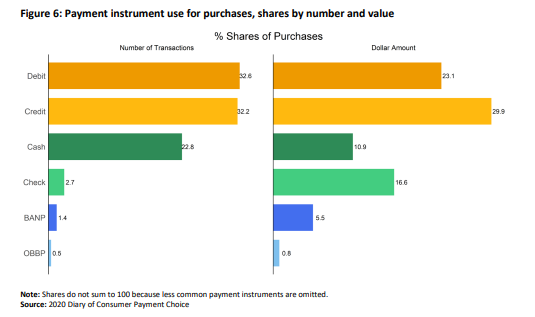 Figure 6: Payment instrument use for purchases, shares by number and value
% Shares of Purchases
Number of Transactions
Dollar Amount
Debit 32.6 23.1
Credit 32.2 29.9
Cash 22.8 10.9
Check 2.7 16.6
BANP 1.4 5.5
OBBP 0.5 0.8
Note: Shares do not sum to 100 because less common payment instruments are omitted.
Source: 2020 Diary of Consumer Payment Choice